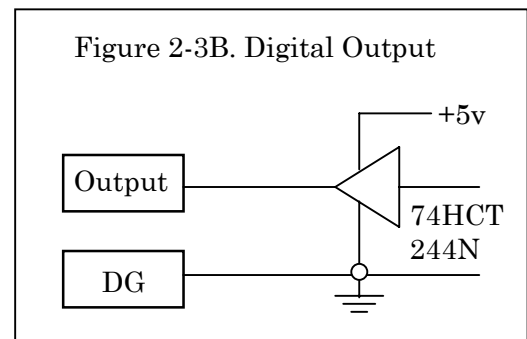 Figure 2-3B. Digital Output
+5v
Output
74HCT
244N
DG